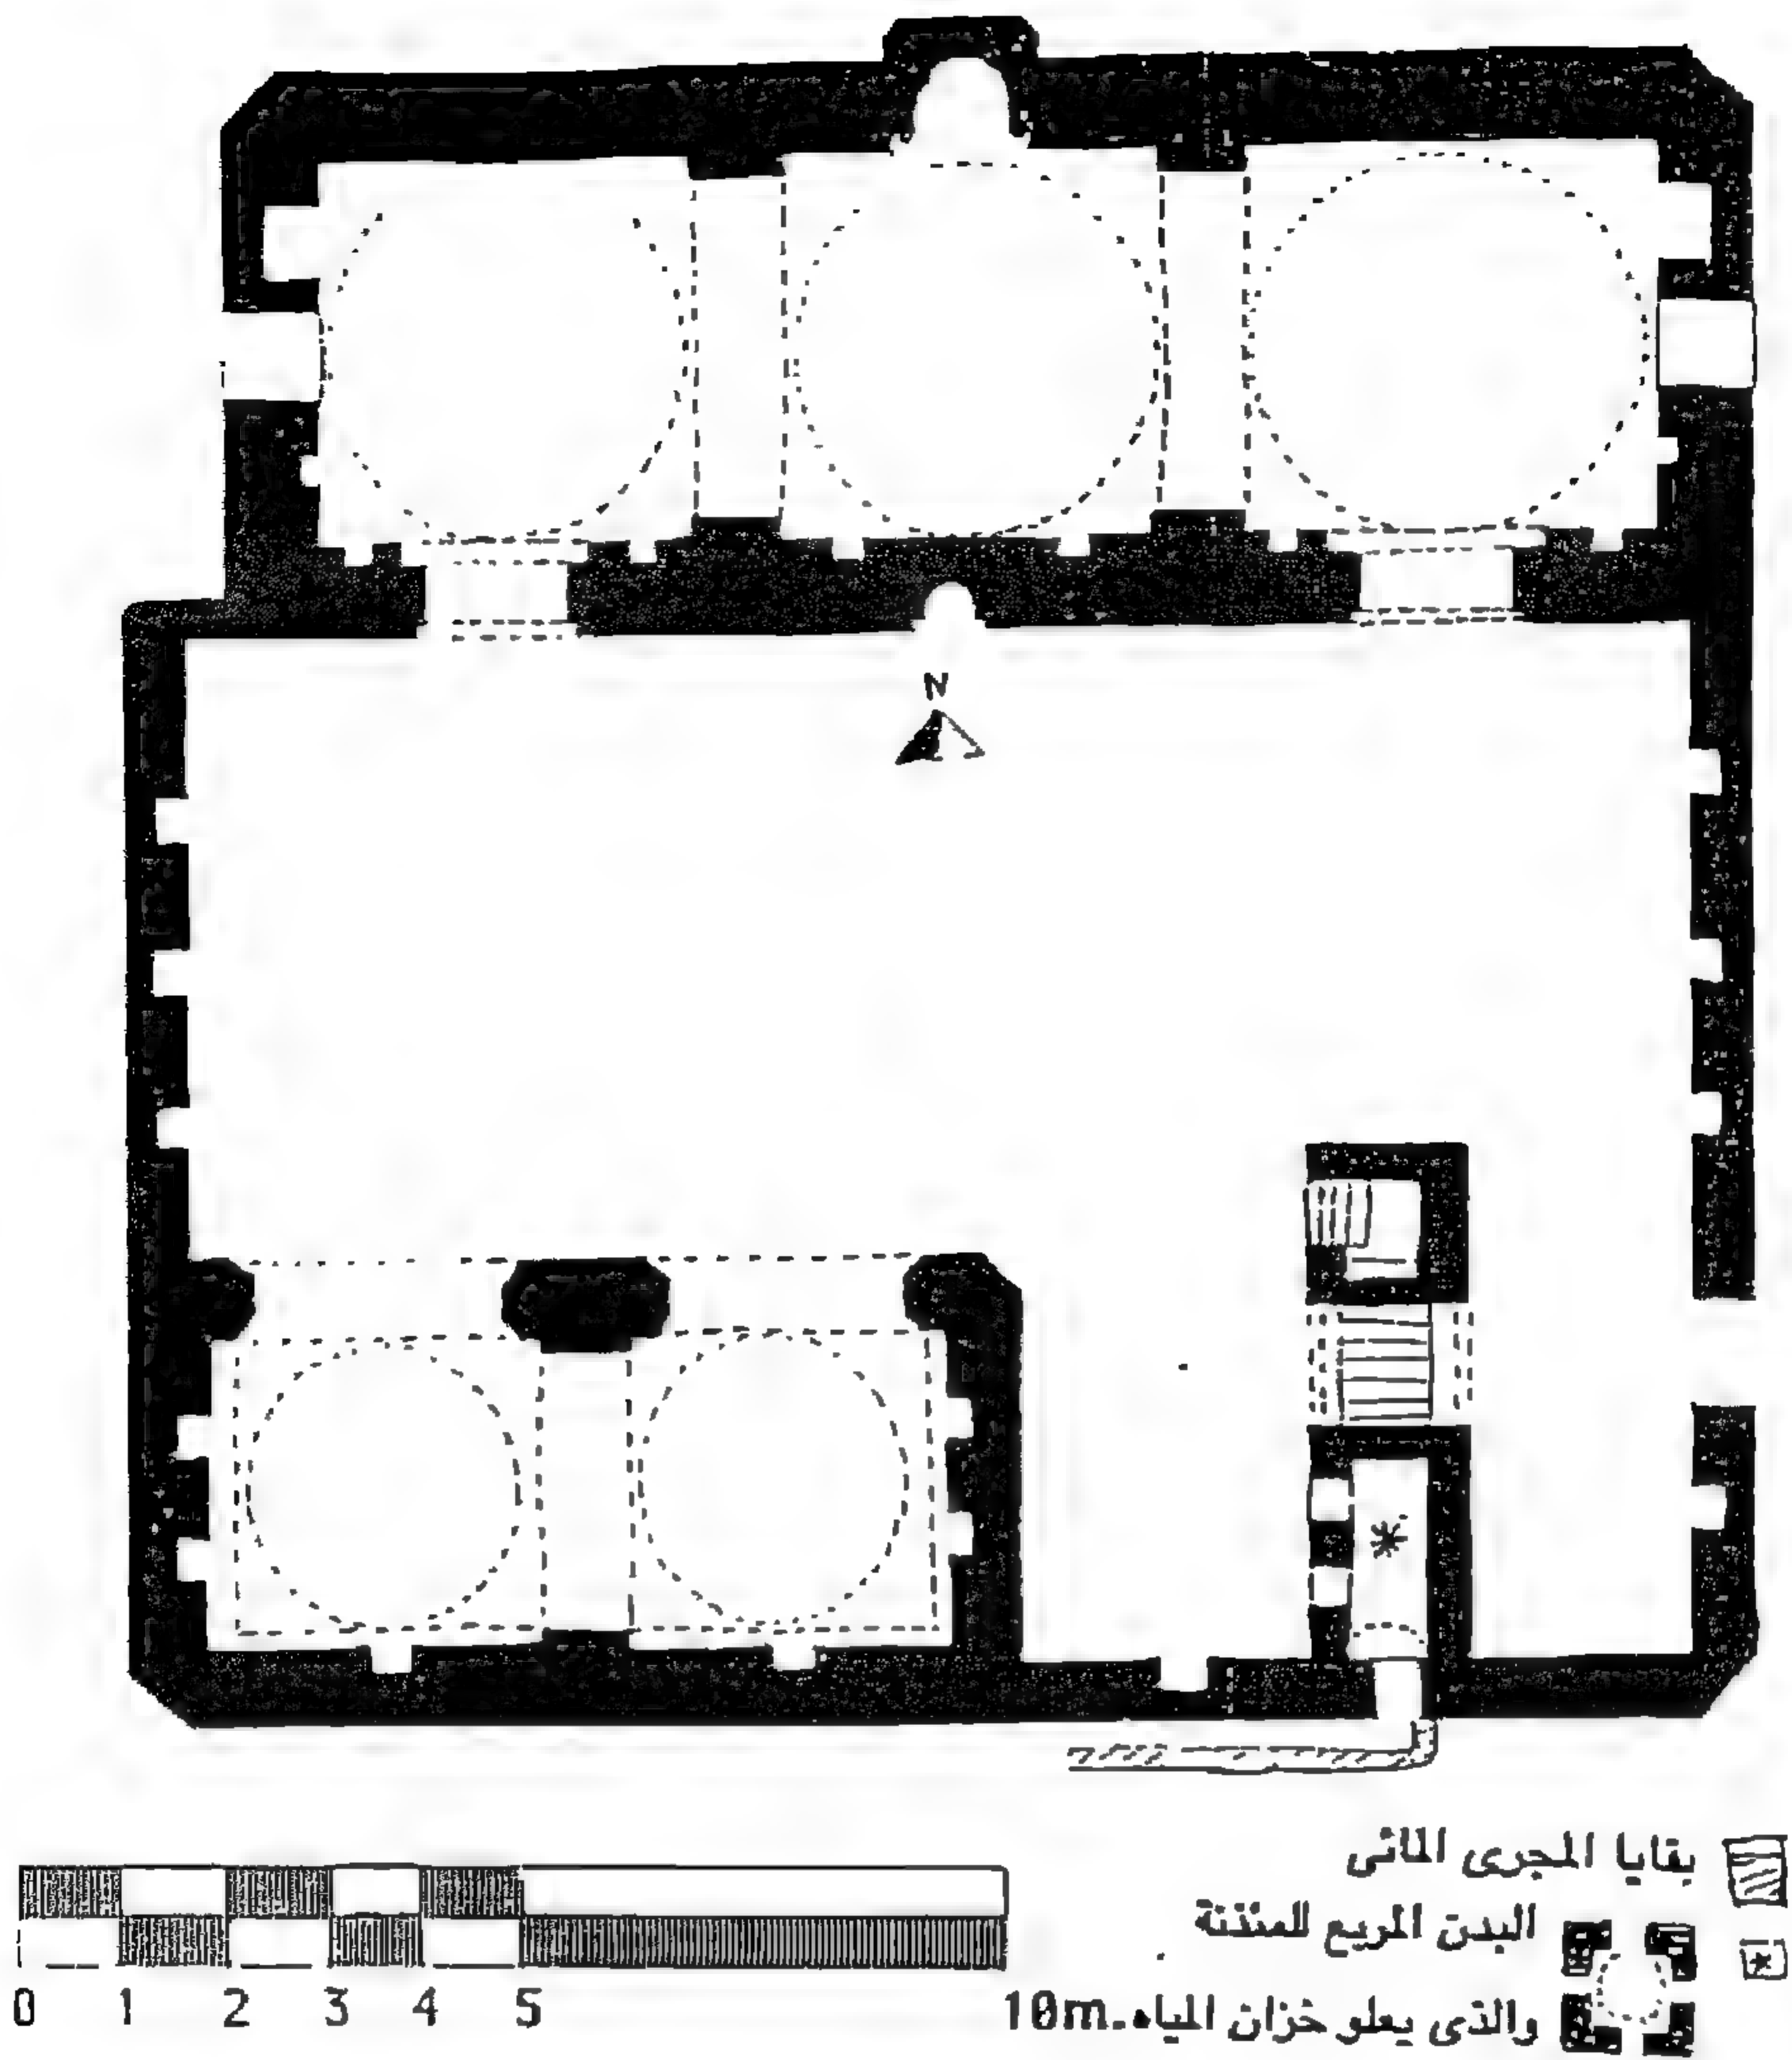 N
بقايا المجرى المائى
البدن المربع للمئذنة
والذى يعلو خزان المياه
0 1 2 3 4 5 10m.